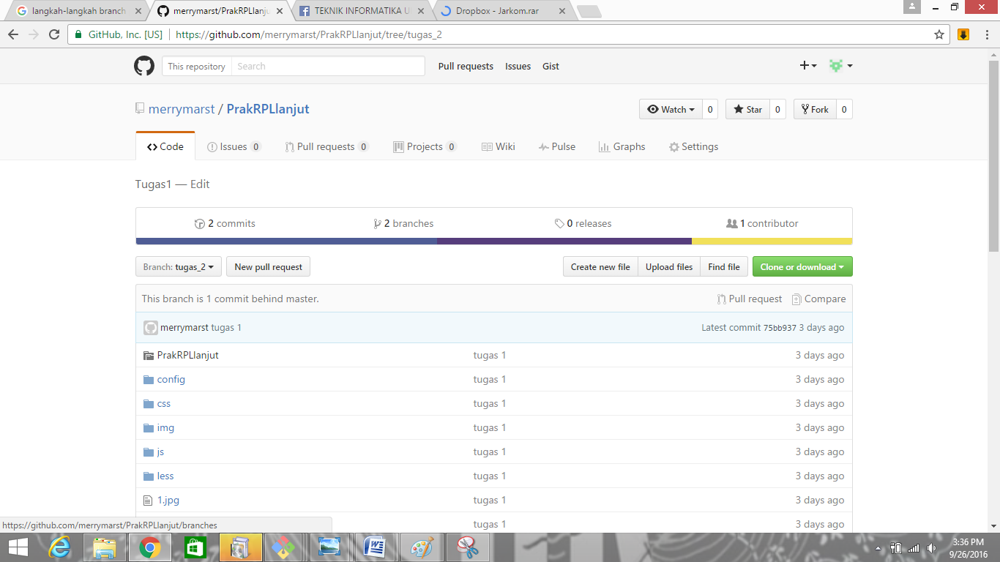 langkah-langkah branch
merrymarst/PrakRPLlanju
TEKNIK INFORMATIKA U
Dropbox - Jarkom.rar
GitHub, Inc. [US] https://github.com/merrymarst/PrakRPLlanjut/tree/tugas_2
This repository Search Pull requests Issues Gist
merrymarst / PrakRPLlanjut
Watch 0 Star 0 Fork 0
Code Issues 0 Pull requests 0 Projects 0 Wiki Pulse Graphs Settings
Tugas1 — Edit
2 commits 2 branches 0 releases 1 contributor
Branch: tugas_2 New pull request Create new file Upload files Find file Clone or download
This branch is 1 commit behind master. Pull request Compare
merrymarst tugas 1 Latest commit 75bb937 3 days ago
PrakRPLlanjut tugas 1 3 days ago
config tugas 1 3 days ago
css tugas 1 3 days ago
img tugas 1 3 days ago
js tugas 1 3 days ago
less tugas 1 3 days ago
1.jpg tugas 1 3 days ago
tugas 1 3 days ago
https://github.com/merrymarst/PrakRPLlanjut/branches
3:36 PM
9/26/2016